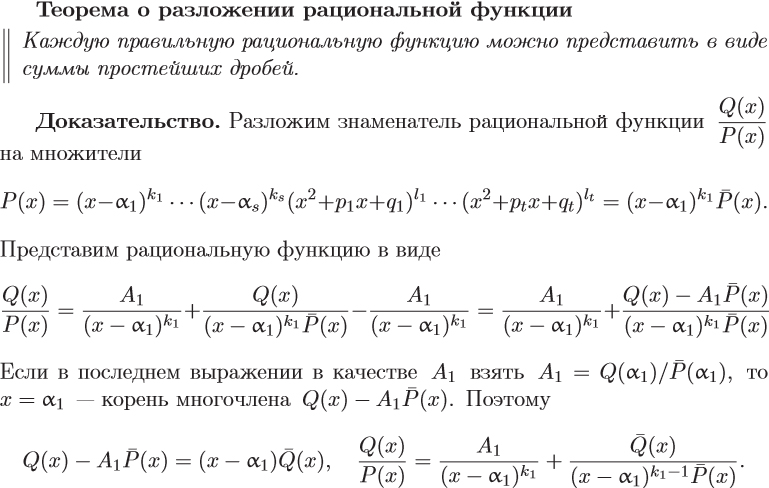 Теорема о разложении рациональной функции
Каждую правильную рациональную функцию можно представить в виде
суммы простейших дробей.
Доказательство. Разложим знаменатель рациональной функции Q(x)/P(x)
на множители
P(x) = (x−α₁)^{k₁} ⋯ (x−α_s)^{k_s}(x²+p₁x+q₁)^{l₁} ⋯ (x²+p_tx+q_t)^{l_t} = (x−α₁)^{k₁}P̄(x).
Представим рациональную функцию в виде
Q(x)/P(x) = A₁/(x − α₁)^{k₁} + Q(x)/((x − α₁)^{k₁}P̄(x)) − A₁/(x − α₁)^{k₁} = A₁/(x − α₁)^{k₁} + (Q(x) − A₁P̄(x))/((x − α₁)^{k₁}P̄(x))
Если в последнем выражении в качестве A₁ взять A₁ = Q(α₁)/P̄(α₁), то
x = α₁ — корень многочлена Q(x) − A₁P̄(x). Поэтому
Q(x) − A₁P̄(x) = (x − α₁)Q̄(x), Q(x)/P(x) = A₁/(x − α₁)^{k₁} + Q̄(x)/((x − α₁)^{k₁−1}P̄(x)).